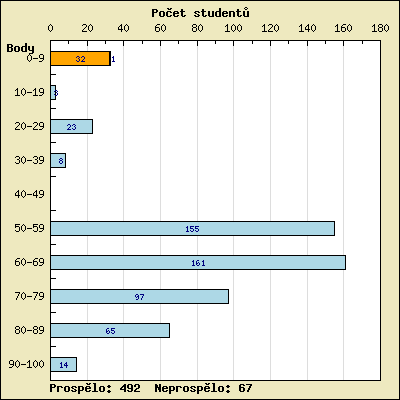 Počet studentů
0 20 40 60 80 100 120 140 160 180
Body
0-9 32 1
10-19 3
20-29 23
30-39 8
40-49
50-59 155
60-69 161
70-79 97
80-89 65
90-100 14
Prospělo: 492 Neprospělo: 67